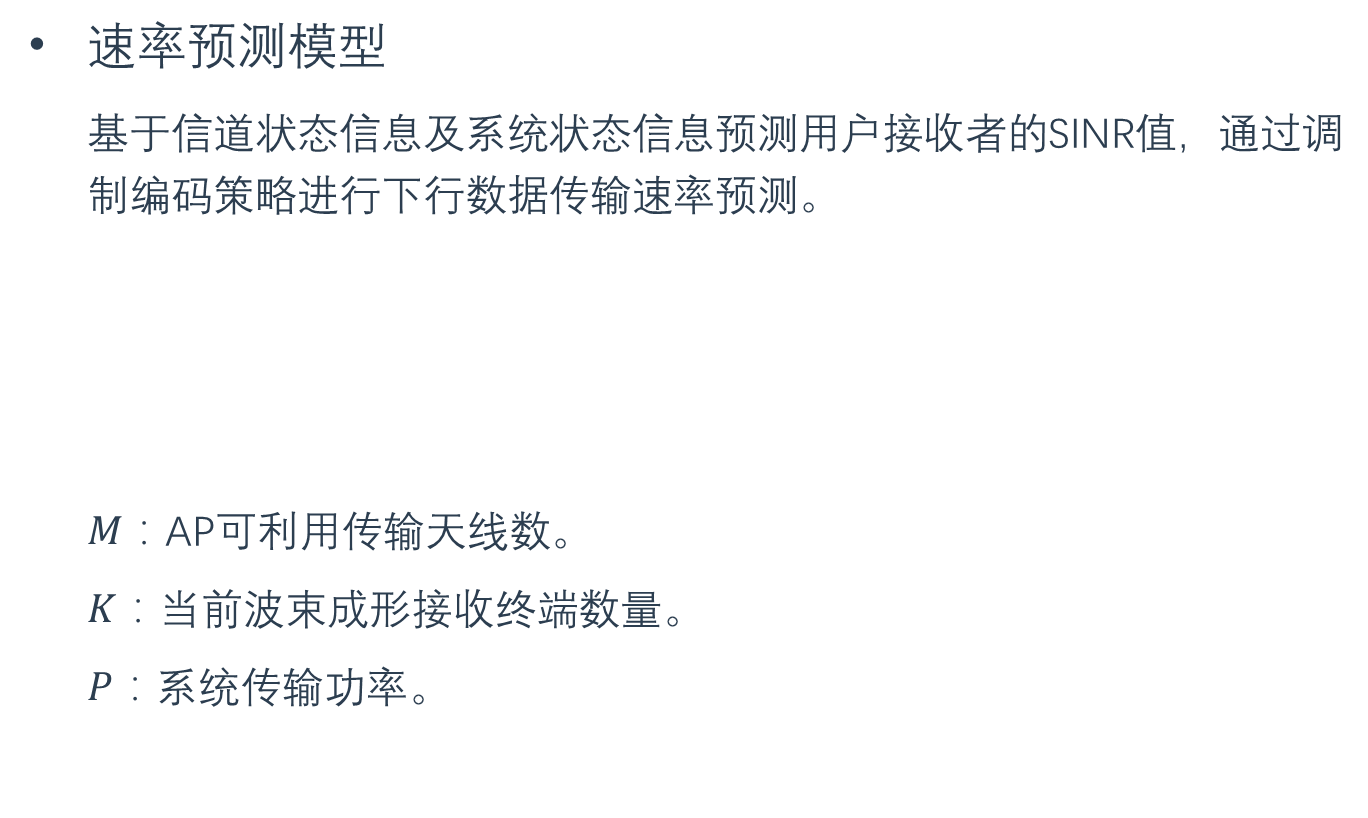 • 速率预测模型
基于信道状态信息及系统状态信息预测用户接收者的SINR值，通过调
制编码策略进行下行数据传输速率预测。
M：AP可利用传输天线数。
K：当前波束成形接收终端数量。
P：系统传输功率。